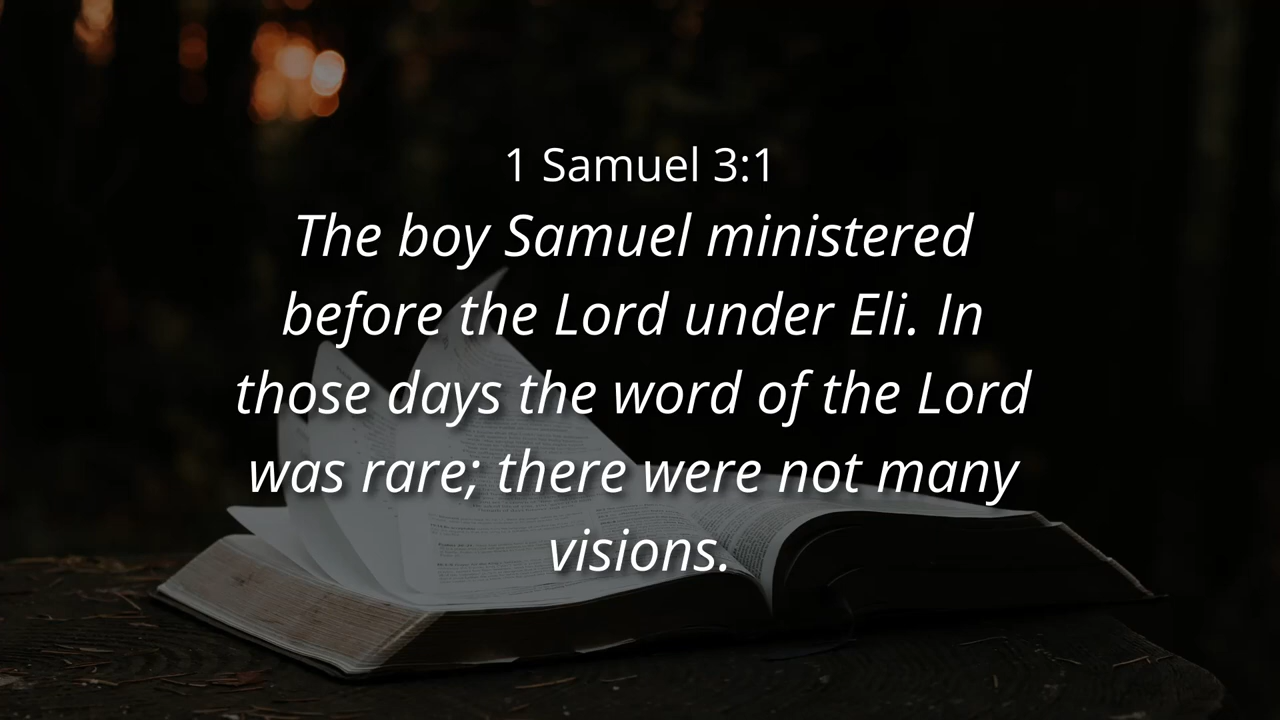 1 Samuel 3:1
The boy Samuel ministered
before the Lord under Eli. In
those days the word of the Lord
was rare; there were not many
visions.